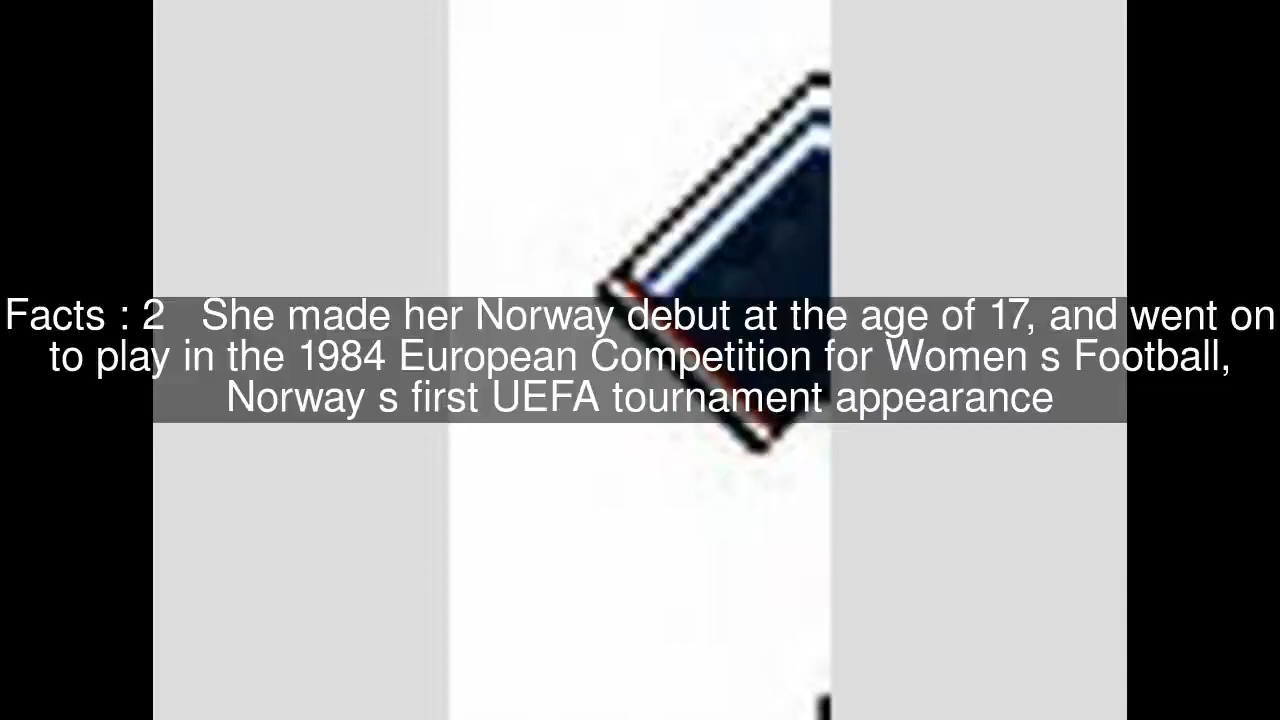 Facts : 2   She made her Norway debut at the age of 17, and went on
to play in the 1984 European Competition for Women s Football,
Norway s first UEFA tournament appearance